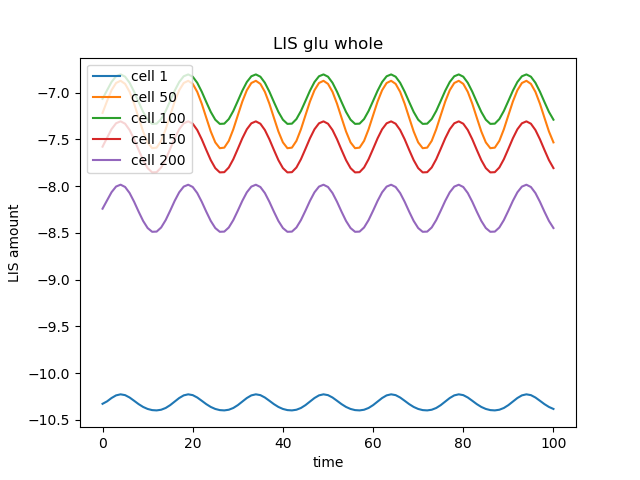 LIS glu whole
cell 1
cell 50
cell 100
cell 150
cell 200
−7.0
−7.5
−8.0
−8.5
−9.0
−9.5
−10.0
−10.5
LIS amount
0 20 40 60 80 100
time